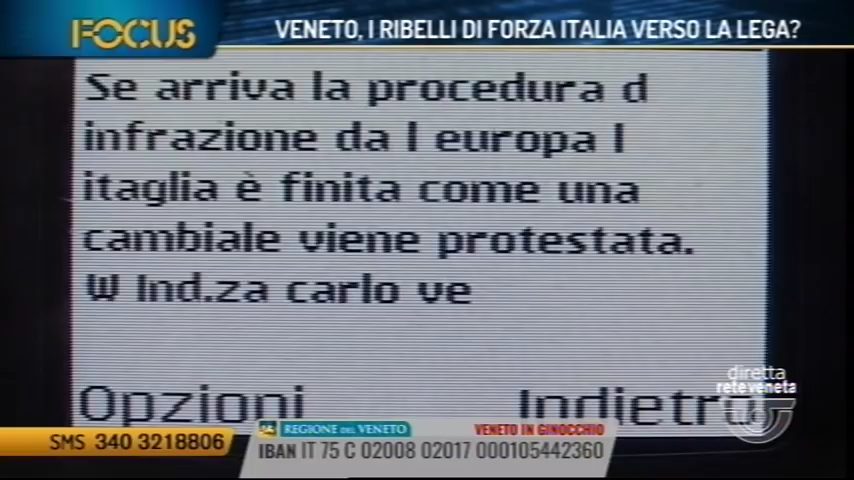 FOCUS
VENETO, I RIBELLI DI FORZA ITALIA VERSO LA LEGA?
Se arriva la procedura d
infrazione da l europa l
itaglia è finita come una
cambiale viene protestata.
W Ind.za carlo ve
Opzioni
diretta
reteveneta
SMS 340 3218806
REGIONE DEL VENETO
VENETO IN GINOCCHIO
IBAN IT 75 C 02008 02017 000105442360